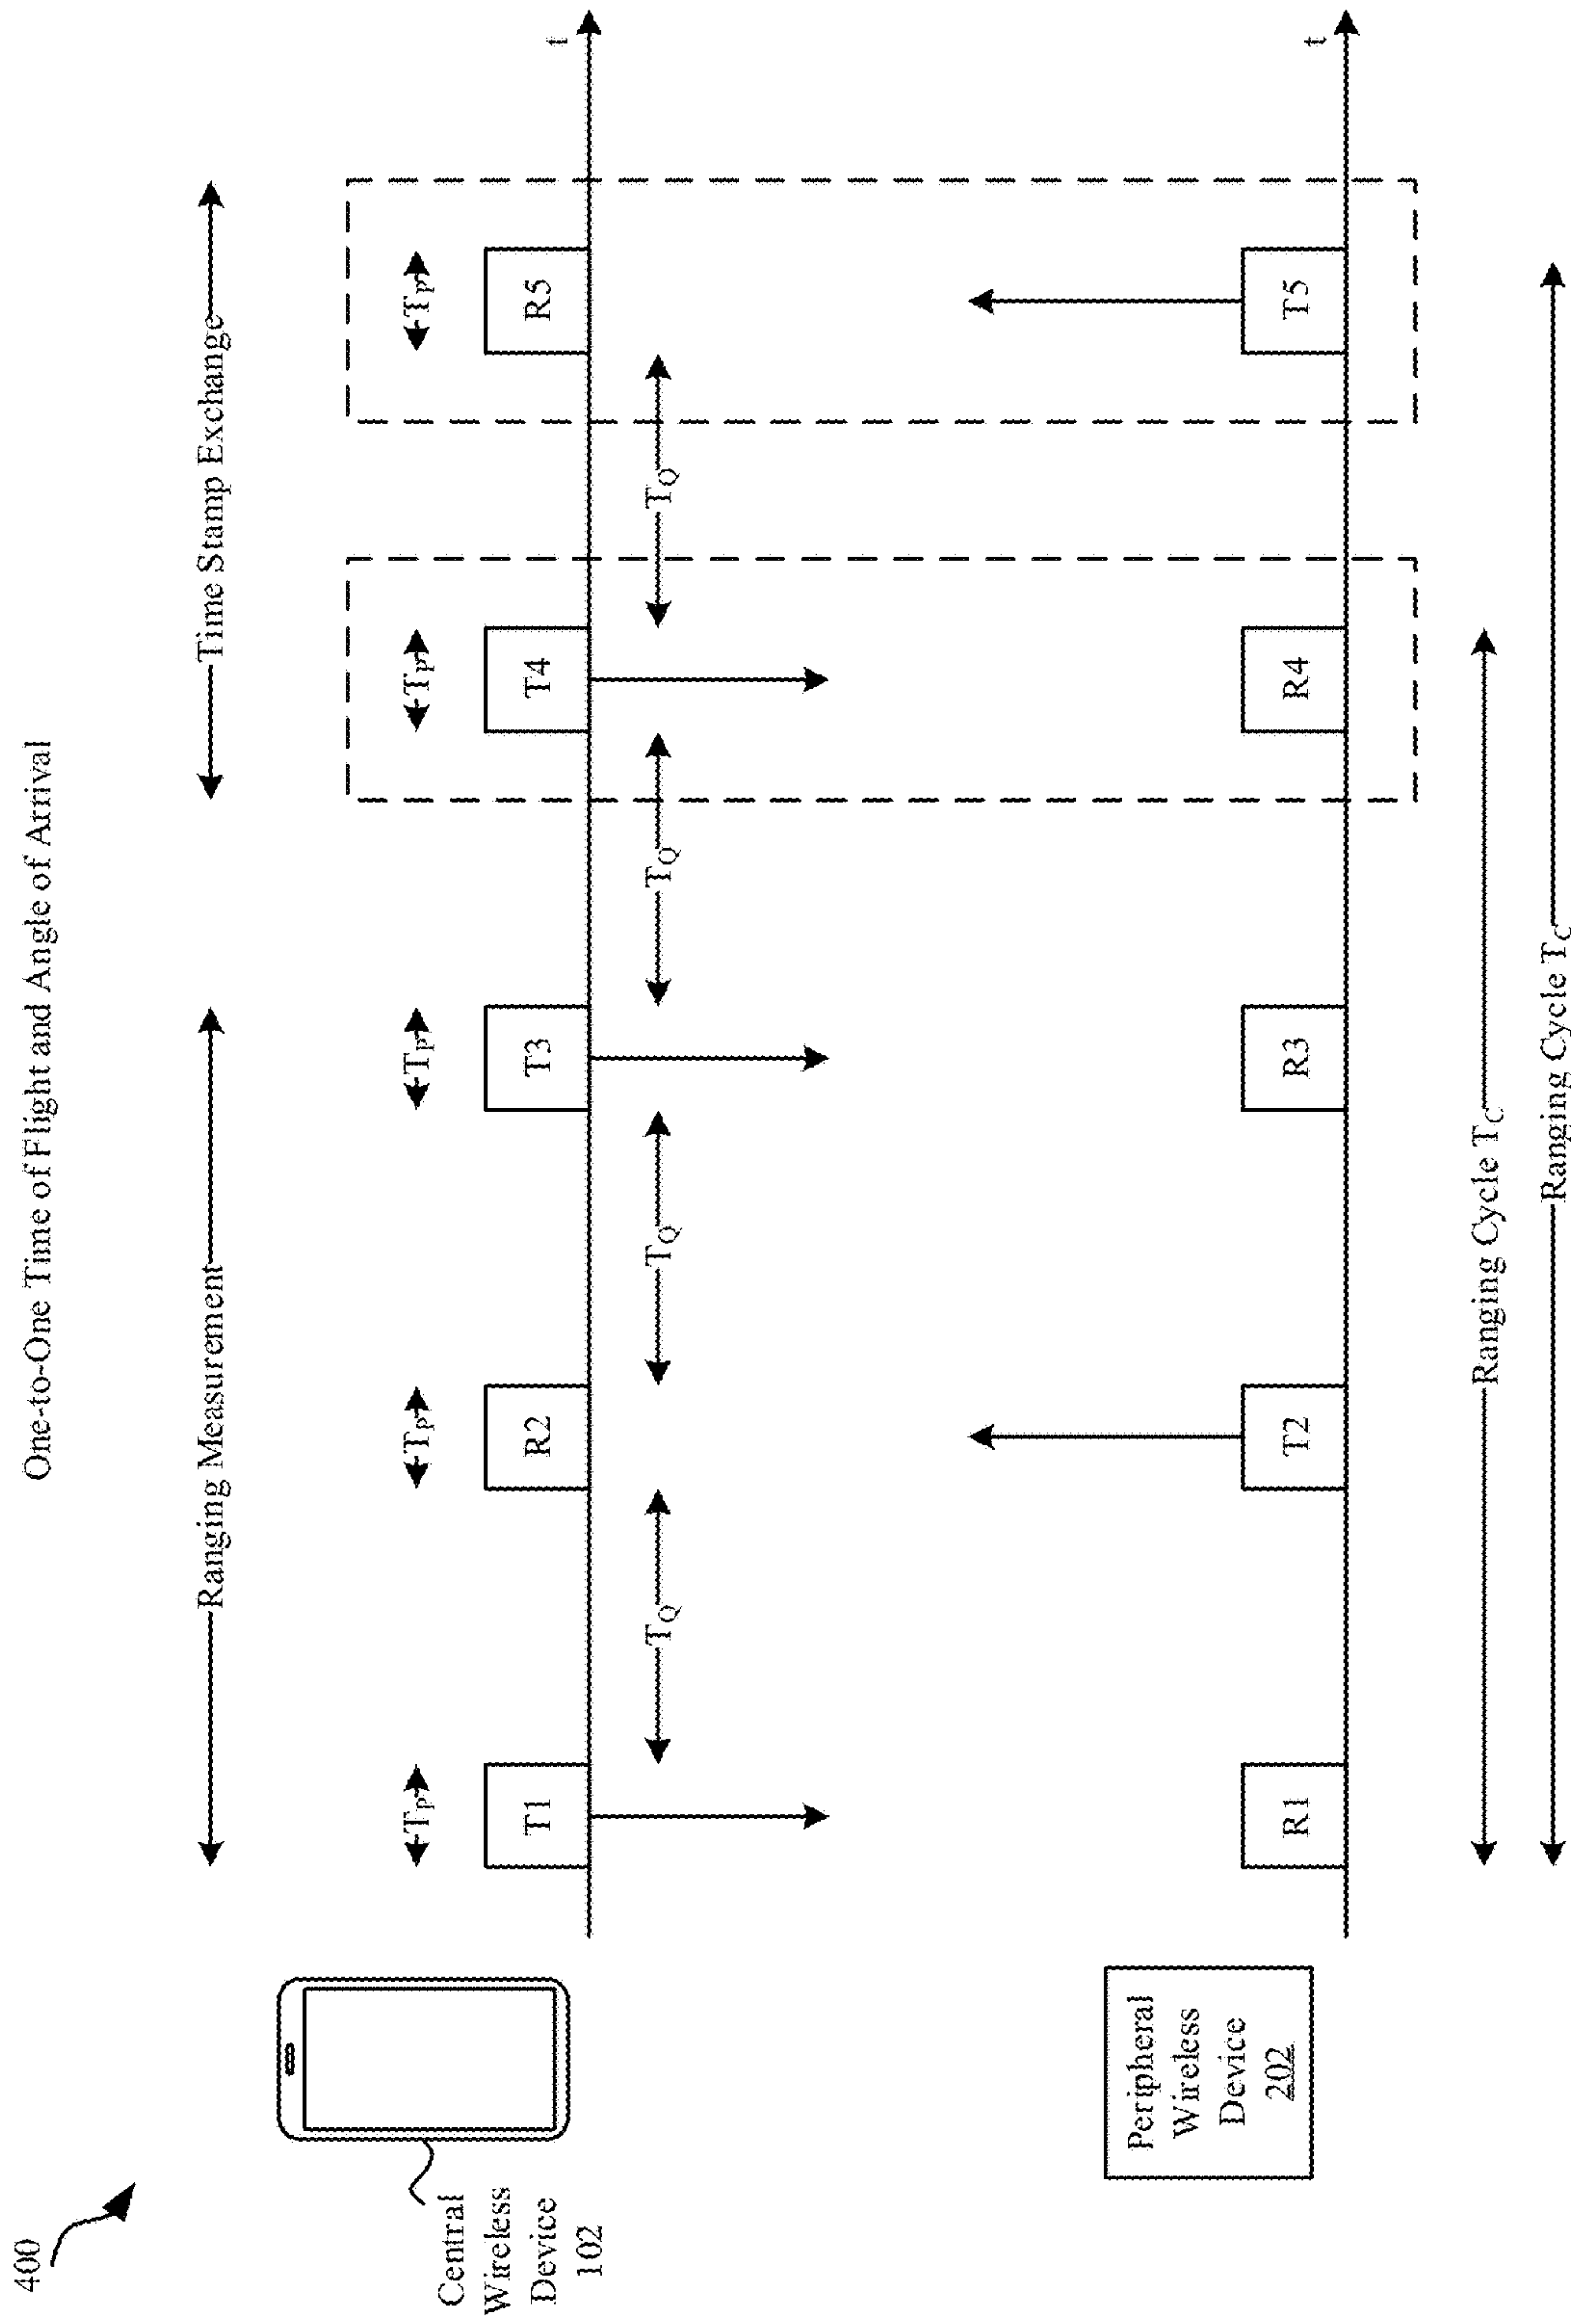 400
One-to-One Time of Flight and Angle of Arrival
Ranging Measurement
Time Stamp Exchange
TP
TP
TP
TP
TP
Central
Wireless
Device
102
T1
R2
T3
T4
R5
t
TQ
TQ
TQ
TQ
Peripheral
Wireless
Device
202
R1
T2
R3
R4
T5
t
Ranging Cycle TC
Ranging Cycle TC